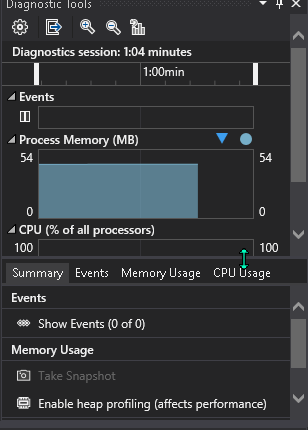 Diagnostic Tools
Diagnostics session: 1:04 minutes
1:00min
Events
Process Memory (MB)
54 54
0 0
CPU (% of all processors)
100 100
Summary Events Memory Usage CPU Usage
Events
Show Events (0 of 0)
Memory Usage
Take Snapshot
Enable heap profiling (affects performance)